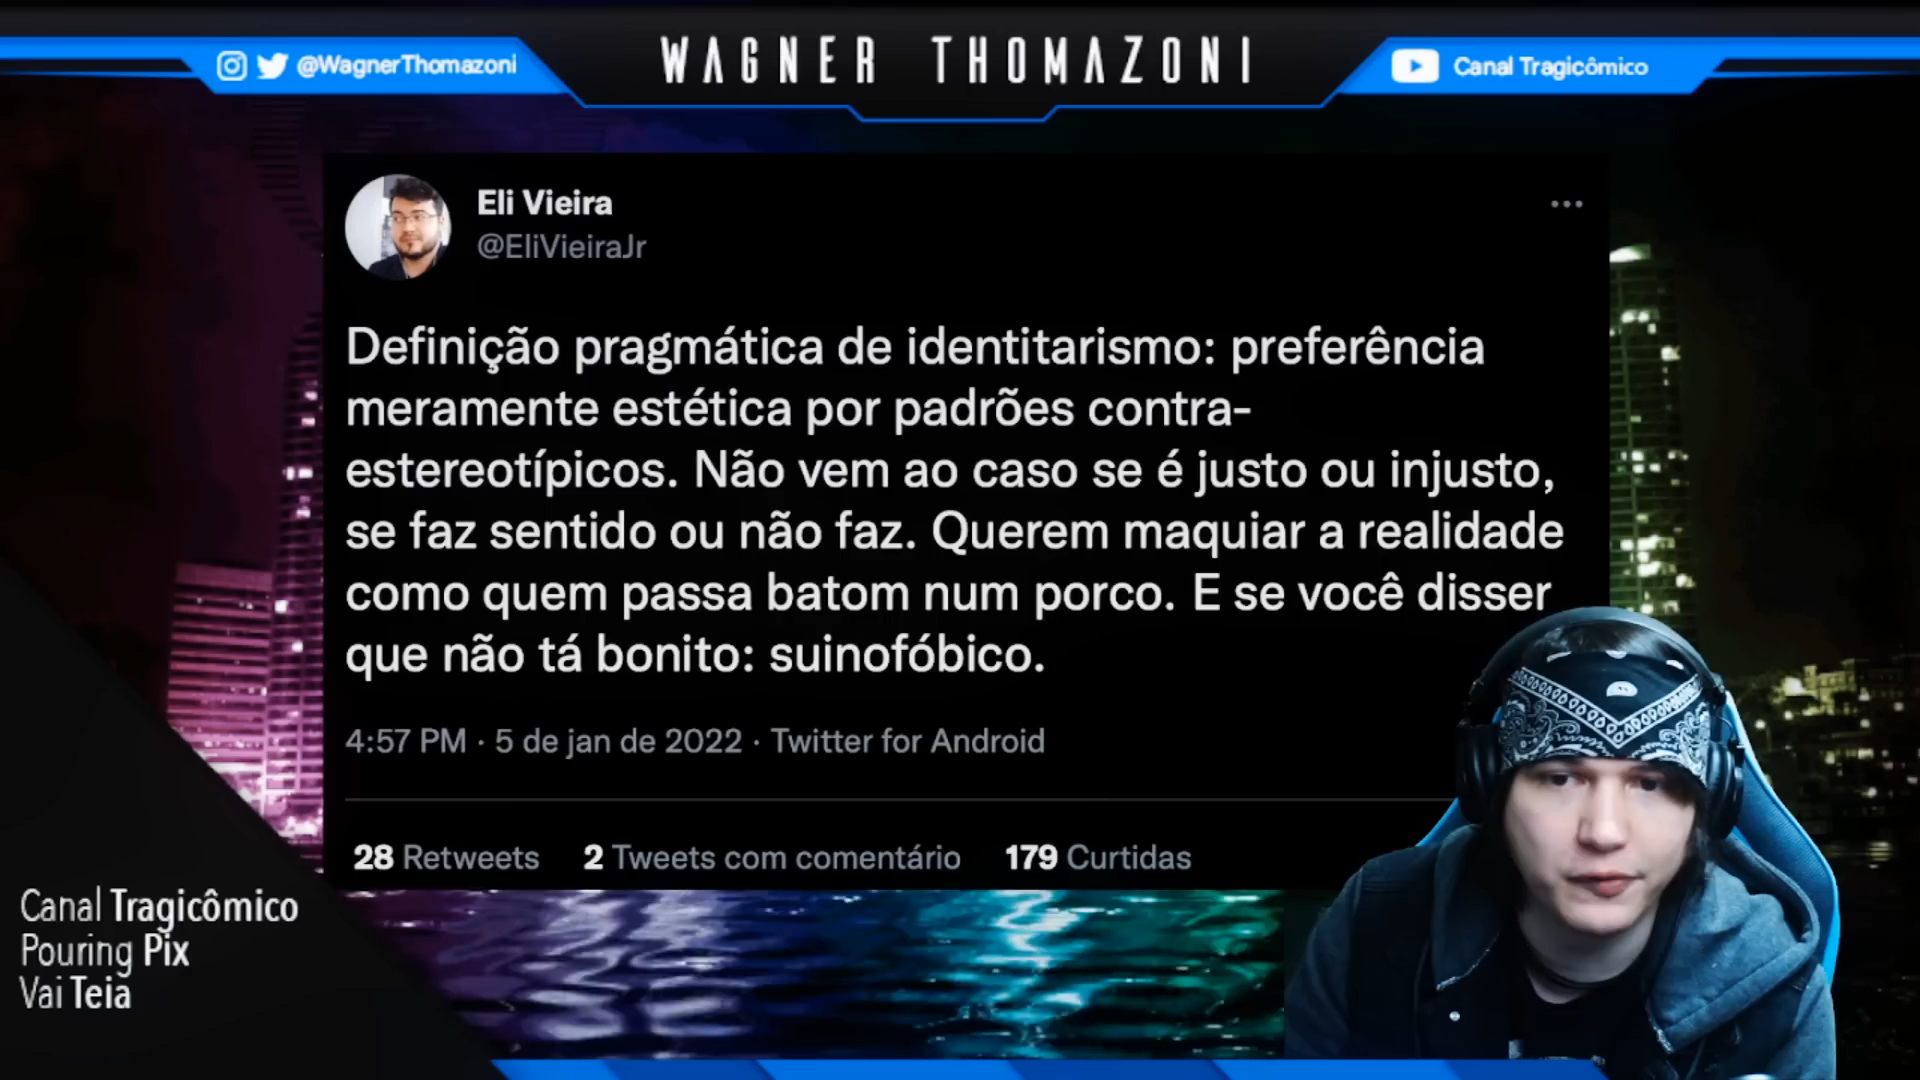 @WagnerThomazoni
WAGNER THOMAZONI
Canal Tragicômico
Eli Vieira
@EliVieiraJr
Definição pragmática de identitarismo: preferência
meramente estética por padrões contra-
estereotípicos. Não vem ao caso se é justo ou injusto,
se faz sentido ou não faz. Querem maquiar a realidade
como quem passa batom num porco. E se você disser
que não tá bonito: suinofóbico.
4:57 PM · 5 de jan de 2022 · Twitter for Android
28 Retweets 2 Tweets com comentário 179 Curtidas
Canal Tragicômico
Pouring Pix
Vai Teia